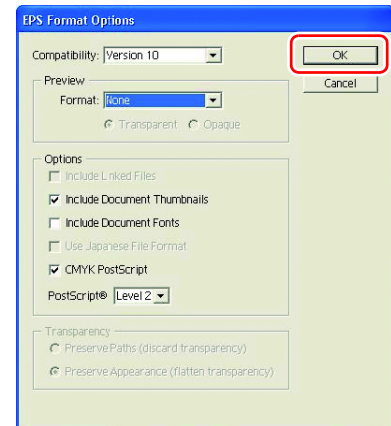 EPS Format Options
Compatibility: Version 10
OK
Cancel
Preview
Format: None
Transparent Opaque
Options
Include Linked Files
Include Document Thumbnails
Include Document Fonts
Use Japanese File Format
CMYK PostScript
PostScript® Level 2
Transparency
Preserve Paths (discard transparency)
Preserve Appearance (flatten transparency)